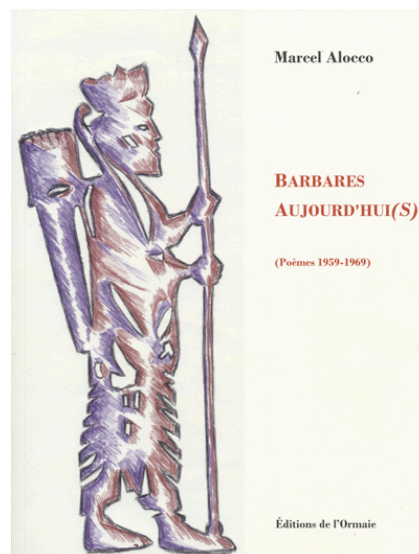 Marcel Alocco
BARBARES
AUJOURD'HUI(S)
(Poèmes 1959-1969)
Éditions de l'Ormaie